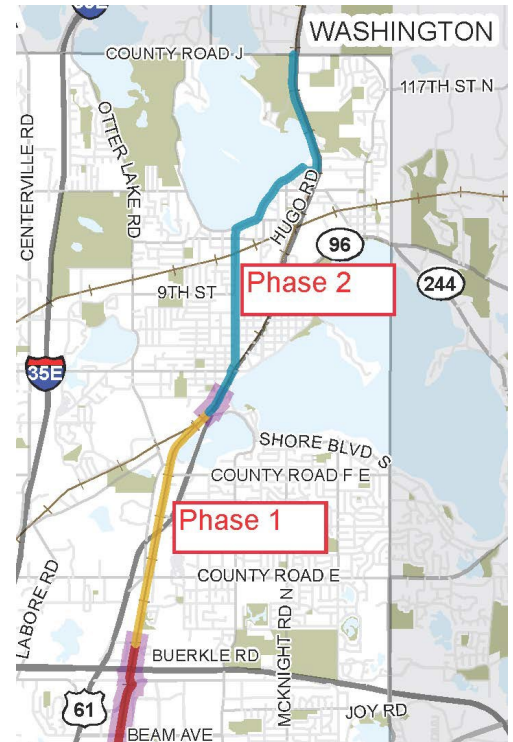 35E
WASHINGTON
COUNTY ROAD J
117TH ST N
CENTERVILLE RD
OTTER LAKE RD
HUGO RD
96
244
Phase 2
9TH ST
35E
SHORE BLVD S
COUNTY ROAD F E
Phase 1
LABORE RD
COUNTY ROAD E
MCKNIGHT RD N
BUERKLE RD
61
JOY RD
BEAM AVE